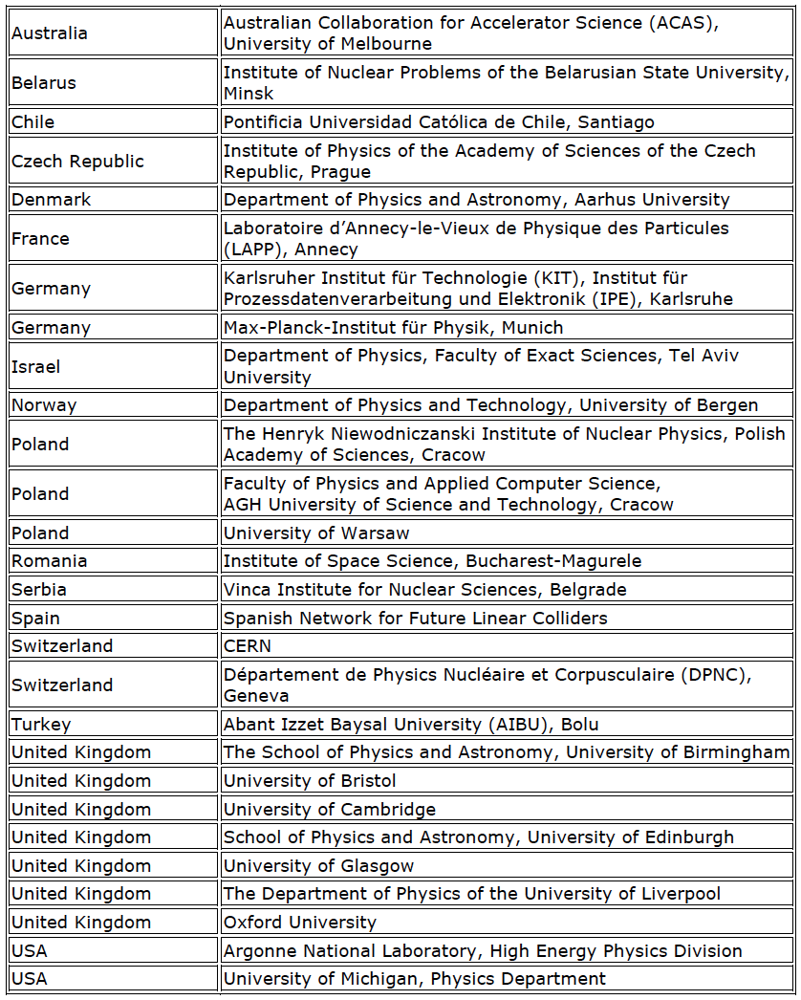 Australia
Australian Collaboration for Accelerator Science (ACAS),
University of Melbourne
Belarus
Institute of Nuclear Problems of the Belarusian State University,
Minsk
Chile
Pontificia Universidad Católica de Chile, Santiago
Czech Republic
Institute of Physics of the Academy of Sciences of the Czech
Republic, Prague
Denmark
Department of Physics and Astronomy, Aarhus University
France
Laboratoire d’Annecy-le-Vieux de Physique des Particules
(LAPP), Annecy
Germany
Karlsruher Institut für Technologie (KIT), Institut für
Prozessdatenverarbeitung und Elektronik (IPE), Karlsruhe
Germany
Max-Planck-Institut für Physik, Munich
Israel
Department of Physics, Faculty of Exact Sciences, Tel Aviv
University
Norway
Department of Physics and Technology, University of Bergen
Poland
The Henryk Niewodniczanski Institute of Nuclear Physics, Polish
Academy of Sciences, Cracow
Poland
Faculty of Physics and Applied Computer Science,
AGH University of Science and Technology, Cracow
Poland
University of Warsaw
Romania
Institute of Space Science, Bucharest-Magurele
Serbia
Vinca Institute for Nuclear Sciences, Belgrade
Spain
Spanish Network for Future Linear Colliders
Switzerland
CERN
Switzerland
Département de Physics Nucléaire et Corpusculaire (DPNC),
Geneva
Turkey
Abant Izzet Baysal University (AIBU), Bolu
United Kingdom
The School of Physics and Astronomy, University of Birmingham
United Kingdom
University of Bristol
United Kingdom
University of Cambridge
United Kingdom
School of Physics and Astronomy, University of Edinburgh
United Kingdom
University of Glasgow
United Kingdom
The Department of Physics of the University of Liverpool
United Kingdom
Oxford University
USA
Argonne National Laboratory, High Energy Physics Division
USA
University of Michigan, Physics Department